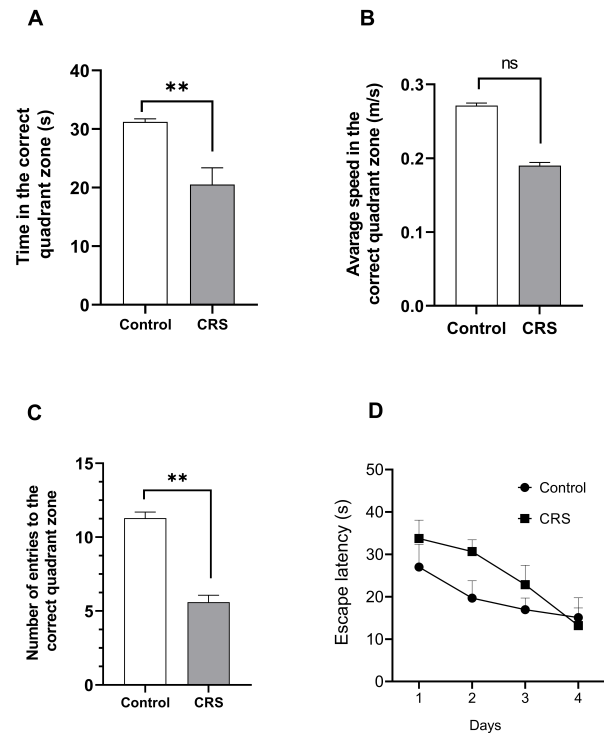 A
Time in the correct
quadrant zone (s)
40
30
20
10
0
**
Control
CRS
B
Avarage speed in the
correct quadrant zone (m/s)
0.3
0.2
0.1
0.0
ns
Control
CRS
C
Number of entries to the
correct quadrant zone
15
10
5
0
**
Control
CRS
D
Escape latency (s)
50
40
30
20
10
0
Control
CRS
1
2
3
4
Days